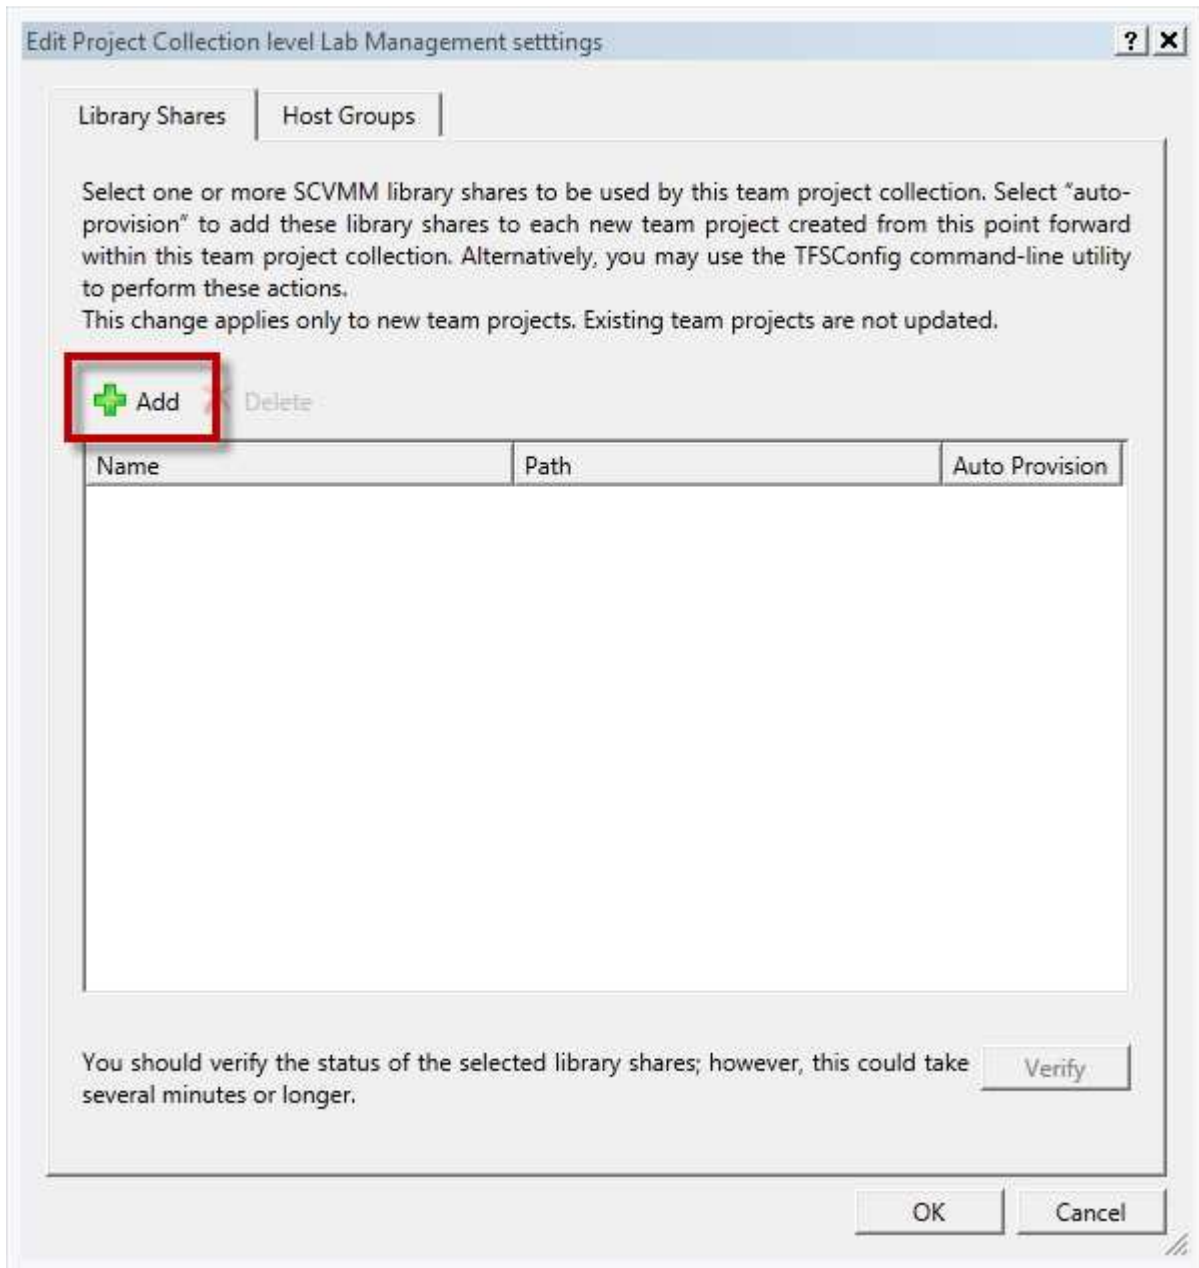 Edit Project Collection level Lab Management setttings
? X
Library Shares
Host Groups
Select one or more SCVMM library shares to be used by this team project collection. Select "auto-
provision" to add these library shares to each new team project created from this point forward
within this team project collection. Alternatively, you may use the TFSConfig command-line utility
to perform these actions.
This change applies only to new team projects. Existing team projects are not updated.
Add
Delete
Name
Path
Auto Provision
You should verify the status of the selected library shares; however, this could take
several minutes or longer.
Verify
OK
Cancel